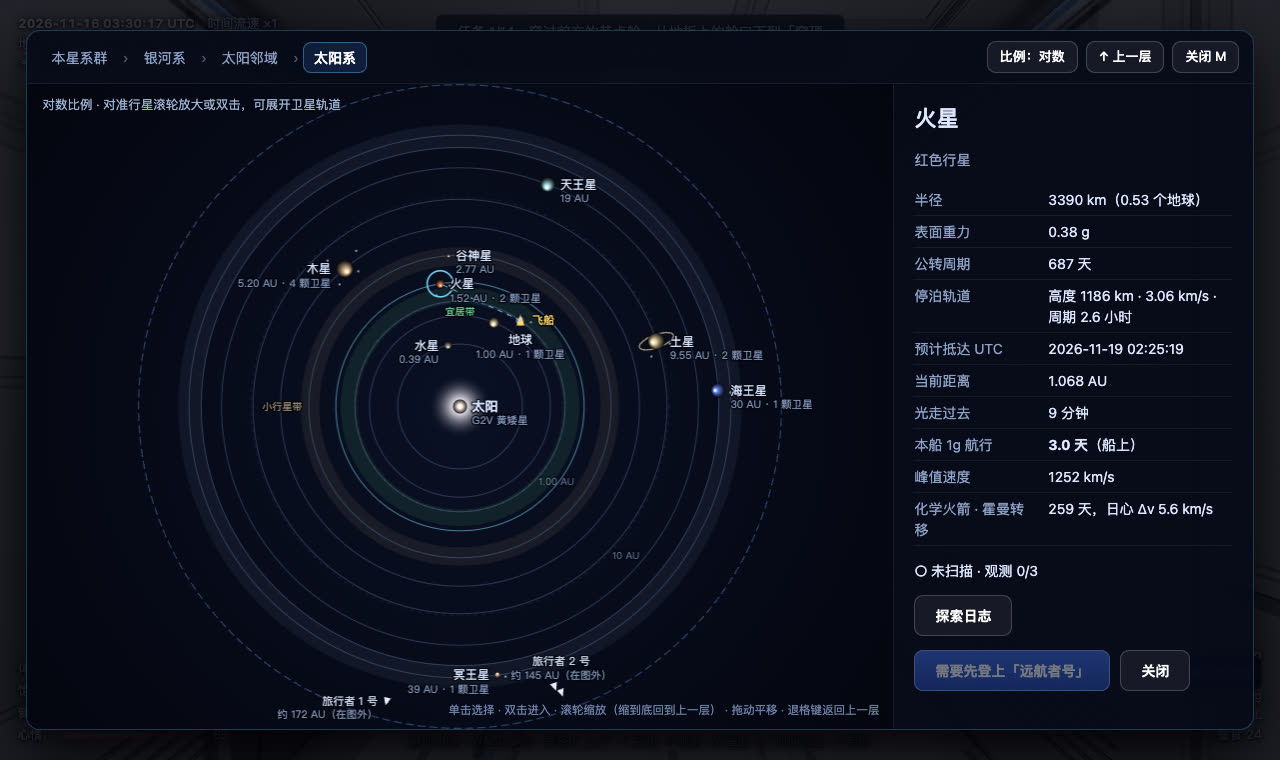 2026-11-16 03:30:17 UTC 时间流速 ×1
本星系群 › 银河系 › 太阳邻域 › 太阳系
比例：对数
↑ 上一层
关闭 M
对数比例 · 对准行星滚轮放大或双击，可展开卫星轨道
天王星
19 AU
谷神星
2.77 AU
木星
5.20 AU · 4 颗卫星
火星
1.52 AU · 2 颗卫星
宜居带
飞船
地球
1.00 AU · 1 颗卫星
水星
0.39 AU
土星
9.55 AU · 2 颗卫星
海王星
30 AU · 1 颗卫星
小行星带
太阳
G2V 黄矮星
1.00 AU
10 AU
旅行者 2 号
约 145 AU（在图外）
冥王星
39 AU · 1 颗卫星
旅行者 1 号
约 172 AU（在图外）
单击选择 · 双击进入 · 滚轮缩放（缩到底回到上一层） · 拖动平移 · 退格键返回上一层
火星
红色行星
半径 3390 km（0.53 个地球）
表面重力 0.38 g
公转周期 687 天
停泊轨道 高度 1186 km · 3.06 km/s ·
周期 2.6 小时
预计抵达 UTC 2026-11-19 02:25:19
当前距离 1.068 AU
光走过去 9 分钟
本船 1g 航行 3.0 天（船上）
峰值速度 1252 km/s
化学火箭 · 霍曼转 259 天，日心 Δv 5.6 km/s
移
未扫描 · 观测 0/3
探索日志
需要先登上「远航者号」
关闭
心情